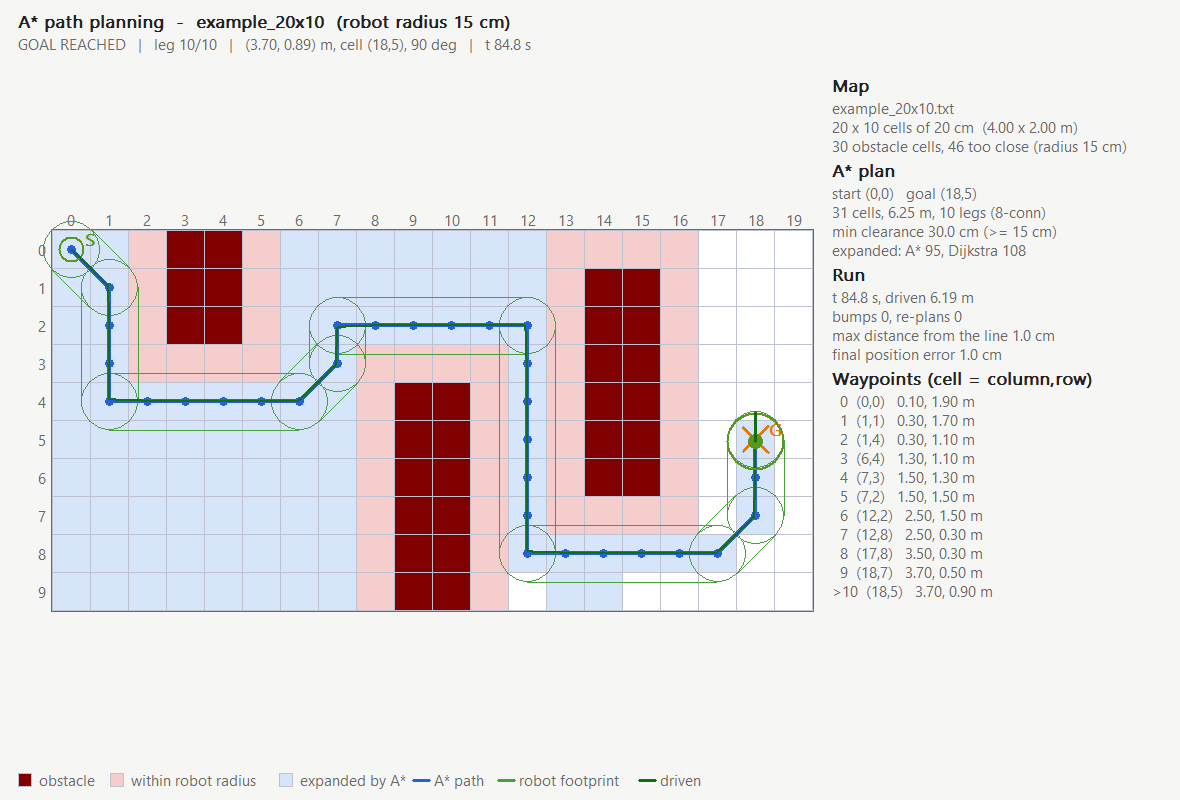 A* path planning  -  example_20x10  (robot radius 15 cm)
GOAL REACHED  |  leg 10/10  |  (3.70, 0.89) m, cell (18,5), 90 deg  |  t 84.8 s
Map
example_20x10.txt
20 x 10 cells of 20 cm  (4.00 x 2.00 m)
30 obstacle cells, 46 too close (radius 15 cm)
A* plan
start (0,0)   goal (18,5)
31 cells, 6.25 m, 10 legs (8-conn)
min clearance 30.0 cm (>= 15 cm)
expanded: A* 95, Dijkstra 108
Run
t 84.8 s, driven 6.19 m
bumps 0, re-plans 0
max distance from the line 1.0 cm
final position error 1.0 cm
Waypoints (cell = column,row)
0  (0,0)   0.10, 1.90 m
1  (1,1)   0.30, 1.70 m
2  (1,4)   0.30, 1.10 m
3  (6,4)   1.30, 1.10 m
4  (7,3)   1.50, 1.30 m
5  (7,2)   1.50, 1.50 m
6  (12,2)   2.50, 1.50 m
7  (12,8)   2.50, 0.30 m
8  (17,8)   3.50, 0.30 m
9  (18,7)   3.70, 0.50 m
>10  (18,5)   3.70, 0.90 m
0 1 2 3 4 5 6 7 8 9 10 11 12 13 14 15 16 17 18 19
0
S
1
2
3
4
5
G
6
7
8
9
obstacle  within robot radius  expanded by A*  A* path  robot footprint  driven